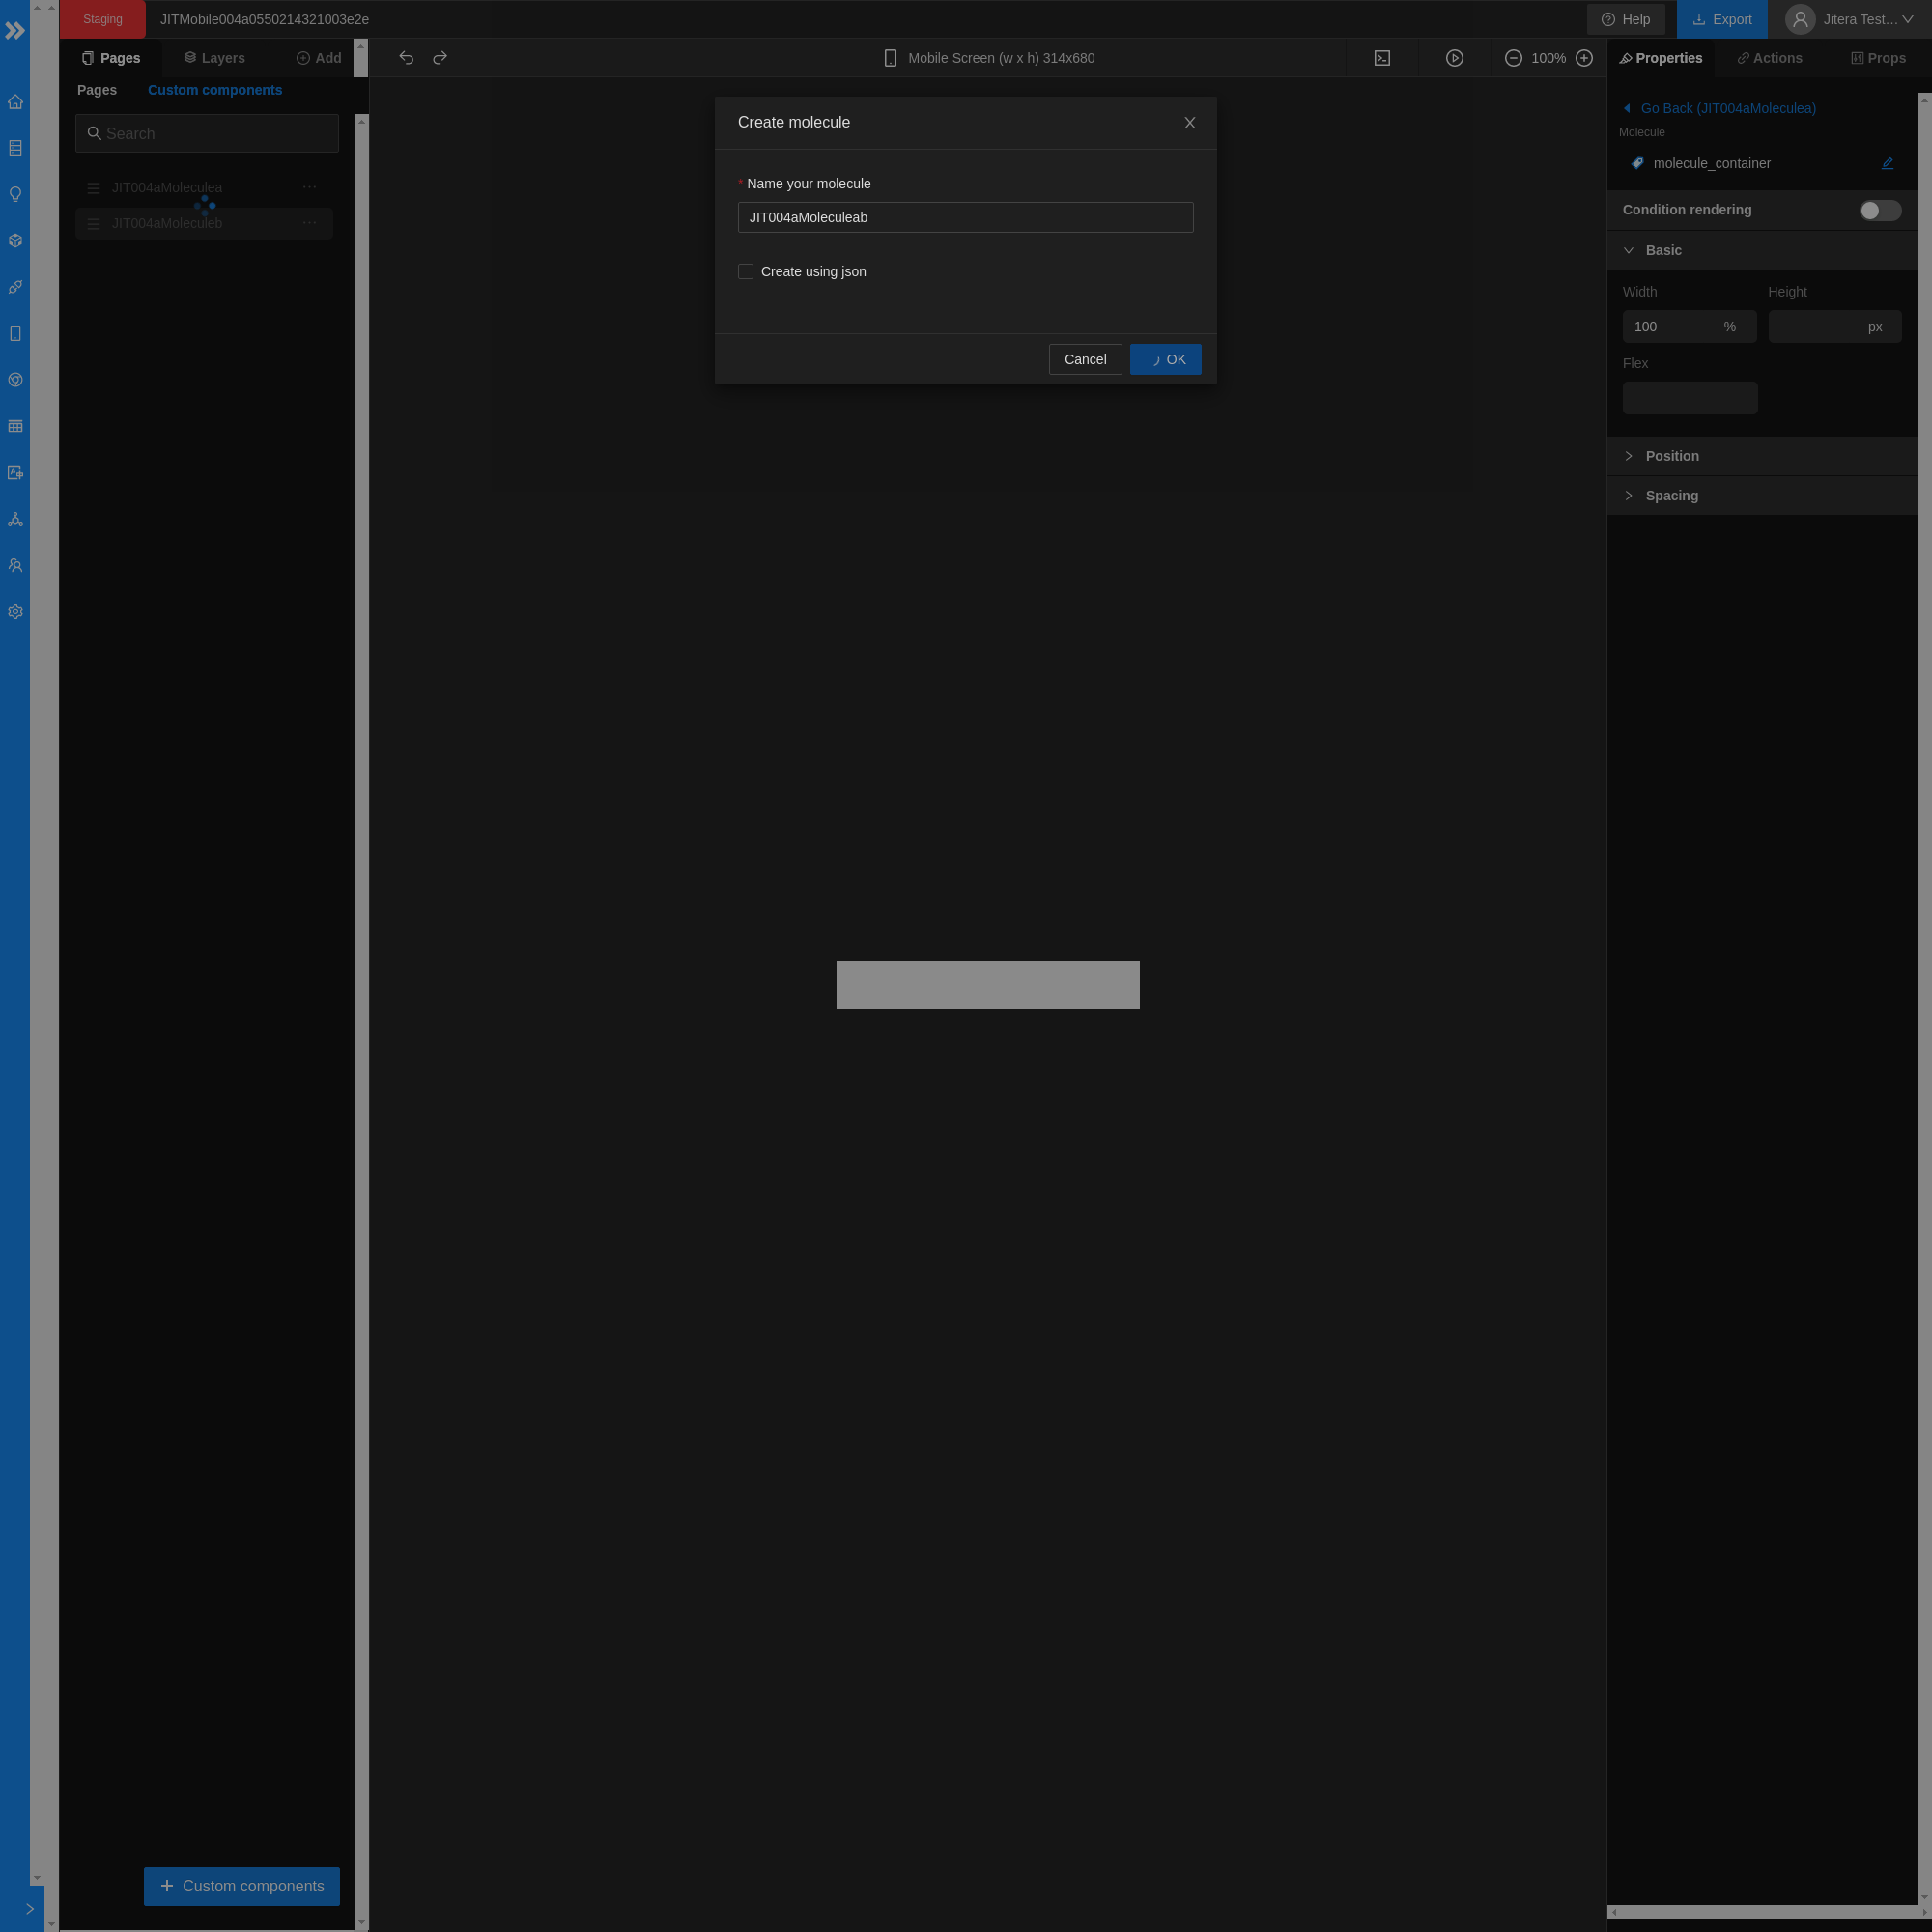 Staging
JITMobile004a0550214321003e2e
Help
Export
Jitera Test...
Pages
Layers
Add
Mobile Screen (w x h) 314x680
100%
Properties
Actions
Props
Pages
Custom components
Search
JIT004aMoleculea
JIT004aMoleculeb
Create molecule
* Name your molecule
JIT004aMoleculeab
Create using json
Cancel
OK
Go Back (JIT004aMoleculea)
Molecule
molecule_container
Condition rendering
Basic
Width
Height
100
%
px
Flex
Position
Spacing
Custom components